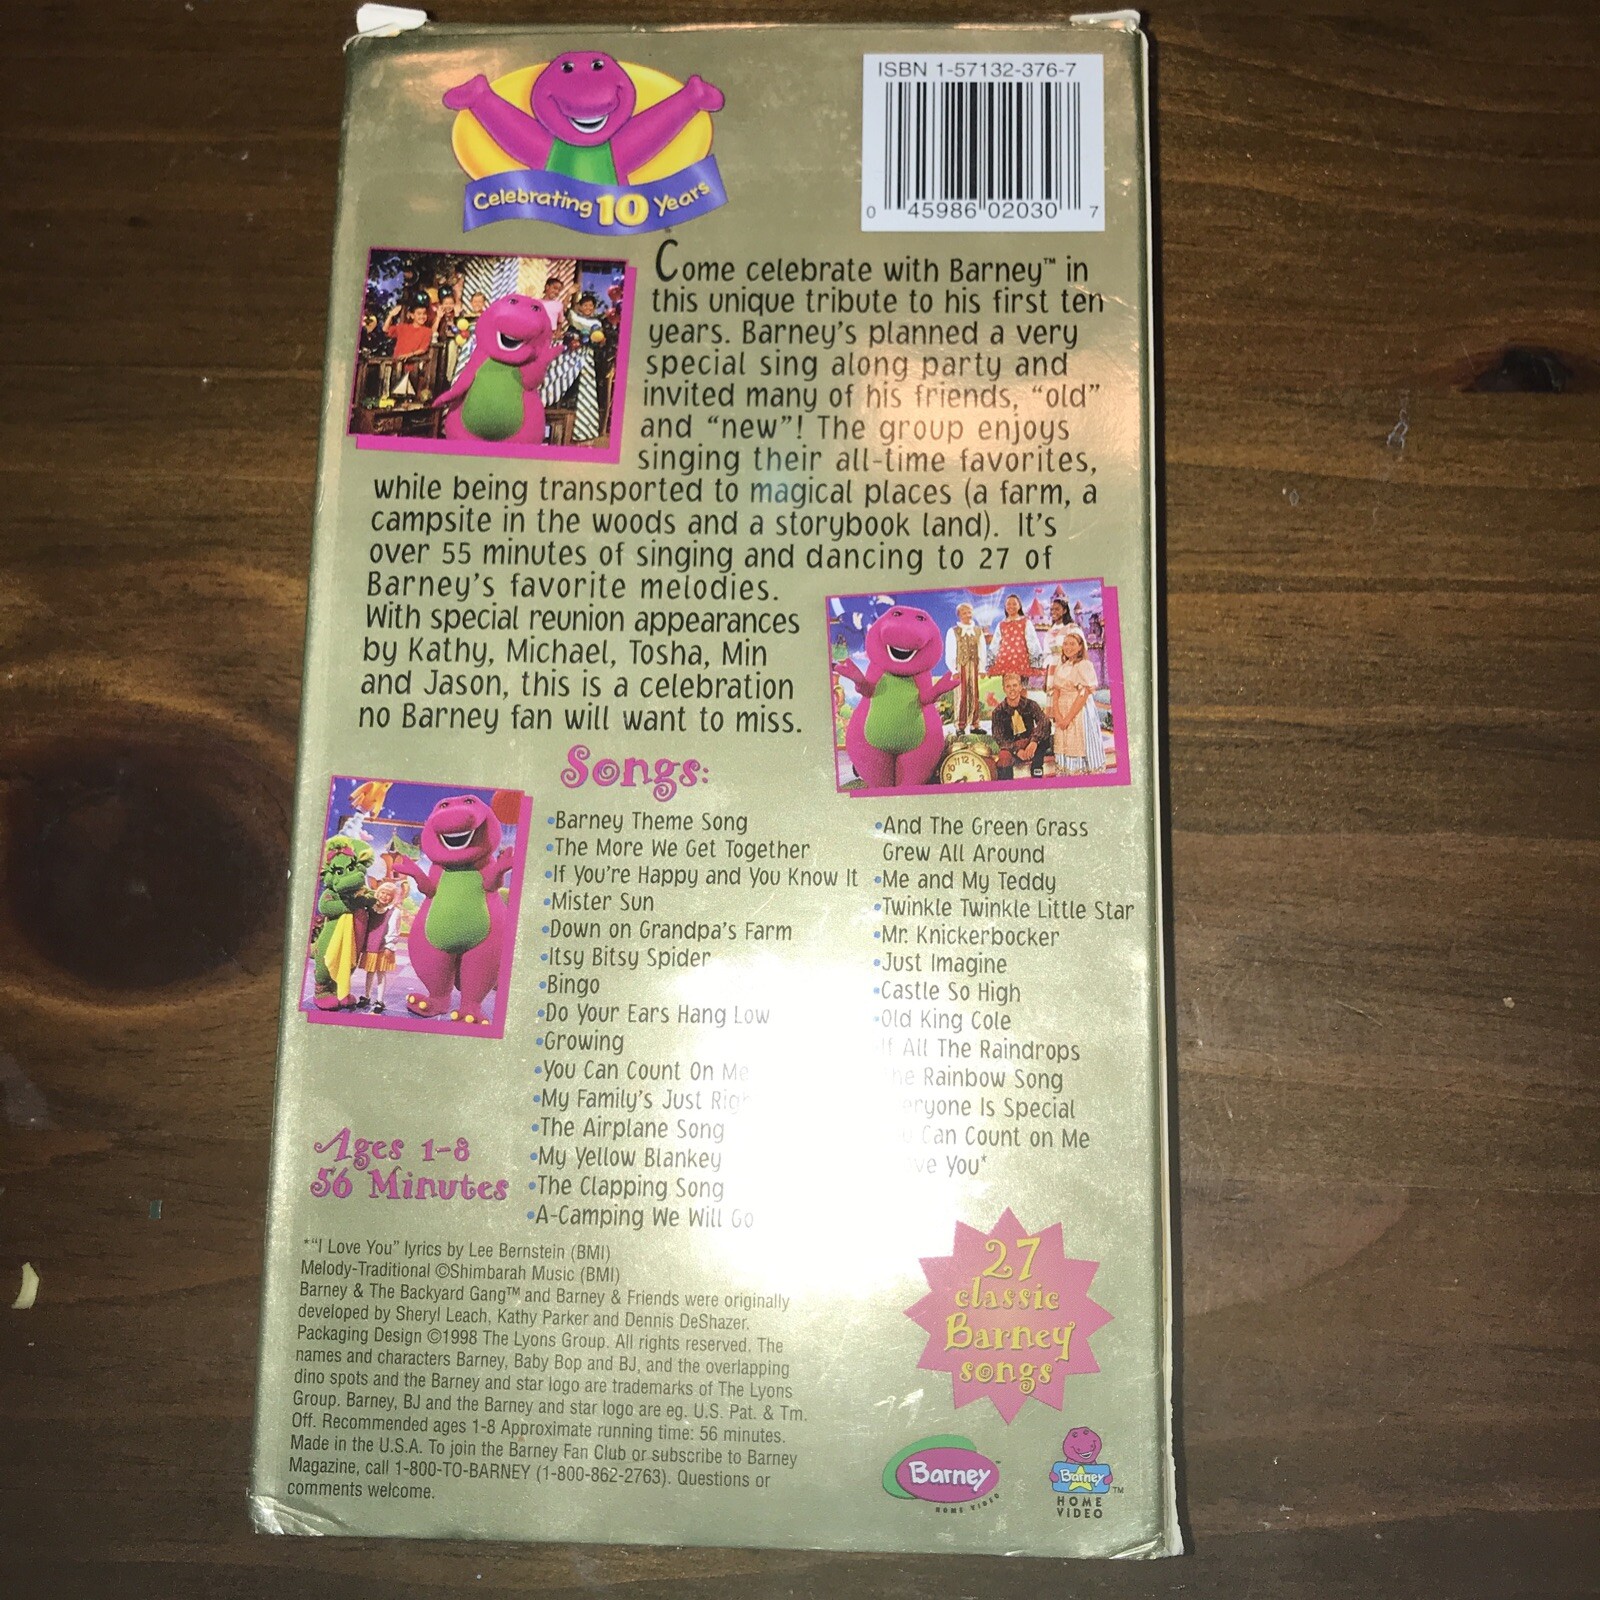 Celebrating 10 Years
ISBN 1-57132-376-7
0 45986 02030 7
Come celebrate with Barney™ in
this unique tribute to his first ten
years. Barney's planned a very
special sing along party and
invited many of his friends, “old”
and “new”! The group enjoys
singing their all-time favorites,
while being transported to magical places (a farm, a
campsite in the woods and a storybook land). It's
over 55 minutes of singing and dancing to 27 of
Barney's favorite melodies.
With special reunion appearances
by Kathy, Michael, Tosha, Min
and Jason, this is a celebration
no Barney fan will want to miss.
Songs:
•Barney Theme Song
•The More We Get Together
•If You're Happy and You Know It
•Mister Sun
•Down on Grandpa's Farm
•Itsy Bitsy Spider
•Bingo
•Do Your Ears Hang Low
•Growing
•You Can Count On Me
•My Family's Just
•The Airplane Song
•My Yellow Blankey
•The Clapping Song
•A-Camping We Will Go
•And The Green Grass
Grew All Around
•Me and My Teddy
•Twinkle Twinkle Little Star
•Mr. Knickerbocker
•Just Imagine
•Castle So High
•Old King Cole
If All The Raindrops
Rainbow Song
Is Special
Can Count on Me
You*
Ages 1-8
56 Minutes
27
classic
Barney
songs
*“I Love You” lyrics by Lee Bernstein (BMI)
Melody-Traditional ©Shimbarah Music (BMI)
Barney & The Backyard Gang™ and Barney & Friends were originally
developed by Sheryl Leach, Kathy Parker and Dennis DeShazer.
Packaging Design ©1998 The Lyons Group. All rights reserved. The
names and characters Barney, Baby Bop and BJ, and the overlapping
dino spots and the Barney and star logo are trademarks of The Lyons
Group. Barney, BJ and the Barney and star logo are eg. U.S. Pat. & Tm.
Off. Recommended ages 1-8 Approximate running time: 56 minutes.
Made in the U.S.A. To join the Barney Fan Club or subscribe to Barney
Magazine, call 1-800-TO-BARNEY (1-800-862-2763). Questions or
comments welcome.
Barney™
HOME VIDEO
Barney™
HOME
VIDEO